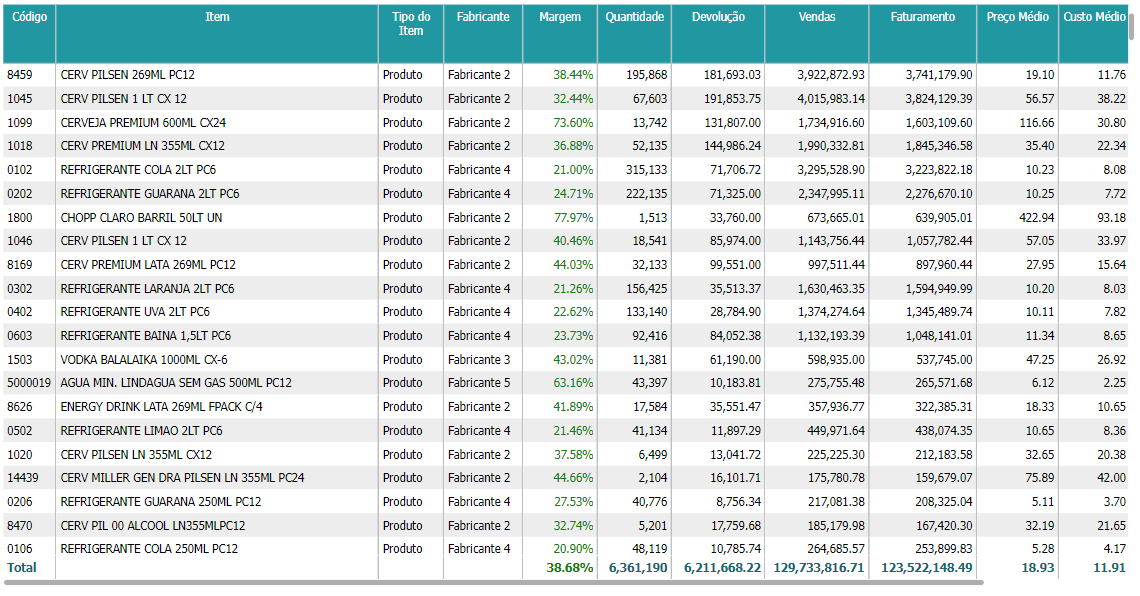 Código Item Tipo do Item Fabricante Margem Quantidade Devolução Vendas Faturamento Preço Médio Custo Médio
8459 CERV PILSEN 269ML PC12 Produto Fabricante 2 38.44% 195,868 181,693.03 3,922,872.93 3,741,179.90 19.10 11.76
1045 CERV PILSEN 1 LT CX 12 Produto Fabricante 2 32.44% 67,603 191,853.75 4,015,983.14 3,824,129.39 56.57 38.22
1099 CERVEJA PREMIUM 600ML CX24 Produto Fabricante 2 73.60% 13,742 131,807.00 1,734,916.60 1,603,109.60 116.66 30.80
1018 CERV PREMIUM LN 355ML CX12 Produto Fabricante 2 36.88% 52,135 144,986.24 1,990,332.81 1,845,346.58 35.40 22.34
0102 REFRIGERANTE COLA 2LT PC6 Produto Fabricante 4 21.00% 315,133 71,706.72 3,295,528.90 3,223,822.18 10.23 8.08
0202 REFRIGERANTE GUARANA 2LT PC6 Produto Fabricante 4 24.71% 222,135 71,325.00 2,347,995.11 2,276,670.10 10.25 7.72
1800 CHOPP CLARO BARRIL 50LT UN Produto Fabricante 2 77.97% 1,513 33,760.00 673,665.01 639,905.01 422.94 93.18
1046 CERV PILSEN 1 LT CX 12 Produto Fabricante 2 40.46% 18,541 85,974.00 1,143,756.44 1,057,782.44 57.05 33.97
8169 CERV PREMIUM LATA 269ML PC12 Produto Fabricante 2 44.03% 32,133 99,551.00 997,511.44 897,960.44 27.95 15.64
0302 REFRIGERANTE LARANJA 2LT PC6 Produto Fabricante 4 21.26% 156,425 35,513.37 1,630,463.35 1,594,949.99 10.20 8.03
0402 REFRIGERANTE UVA 2LT PC6 Produto Fabricante 4 22.62% 133,140 28,784.90 1,374,274.64 1,345,489.74 10.11 7.82
0603 REFRIGERANTE BAINA 1,5LT PC6 Produto Fabricante 4 23.73% 92,416 84,052.38 1,132,193.39 1,048,141.01 11.34 8.65
1503 VODKA BALALAIKA 1000ML CX-6 Produto Fabricante 3 43.02% 11,381 61,190.00 598,935.00 537,745.00 47.25 26.92
5000019 AGUA MIN. LINDAGUA SEM GAS 500ML PC12 Produto Fabricante 5 63.16% 43,397 10,183.81 275,755.48 265,571.68 6.12 2.25
8626 ENERGY DRINK LATA 269ML FPACK C/4 Produto Fabricante 2 41.89% 17,584 35,551.47 357,936.77 322,385.31 18.33 10.65
0502 REFRIGERANTE LIMAO 2LT PC6 Produto Fabricante 4 21.46% 41,134 11,897.29 449,971.64 438,074.35 10.65 8.36
1020 CERV PILSEN LN 355ML CX12 Produto Fabricante 2 37.58% 6,499 13,041.72 225,225.30 212,183.58 32.65 20.38
14439 CERV MILLER GEN DRA PILSEN LN 355ML PC24 Produto Fabricante 2 44.66% 2,104 16,101.71 175,780.78 159,679.07 75.89 42.00
0206 REFRIGERANTE GUARANA 250ML PC12 Produto Fabricante 4 27.53% 40,776 8,756.34 217,081.38 208,325.04 5.11 3.70
8470 CERV PIL 00 ALCOOL LN355MLPC12 Produto Fabricante 2 32.74% 5,201 17,759.68 185,179.98 167,420.30 32.19 21.65
0106 REFRIGERANTE COLA 250ML PC12 Produto Fabricante 4 20.90% 48,119 10,785.74 264,685.57 253,899.83 5.28 4.17
Total 38.68% 6,361,190 6,211,668.22 129,733,816.71 123,522,148.49 18.93 11.91